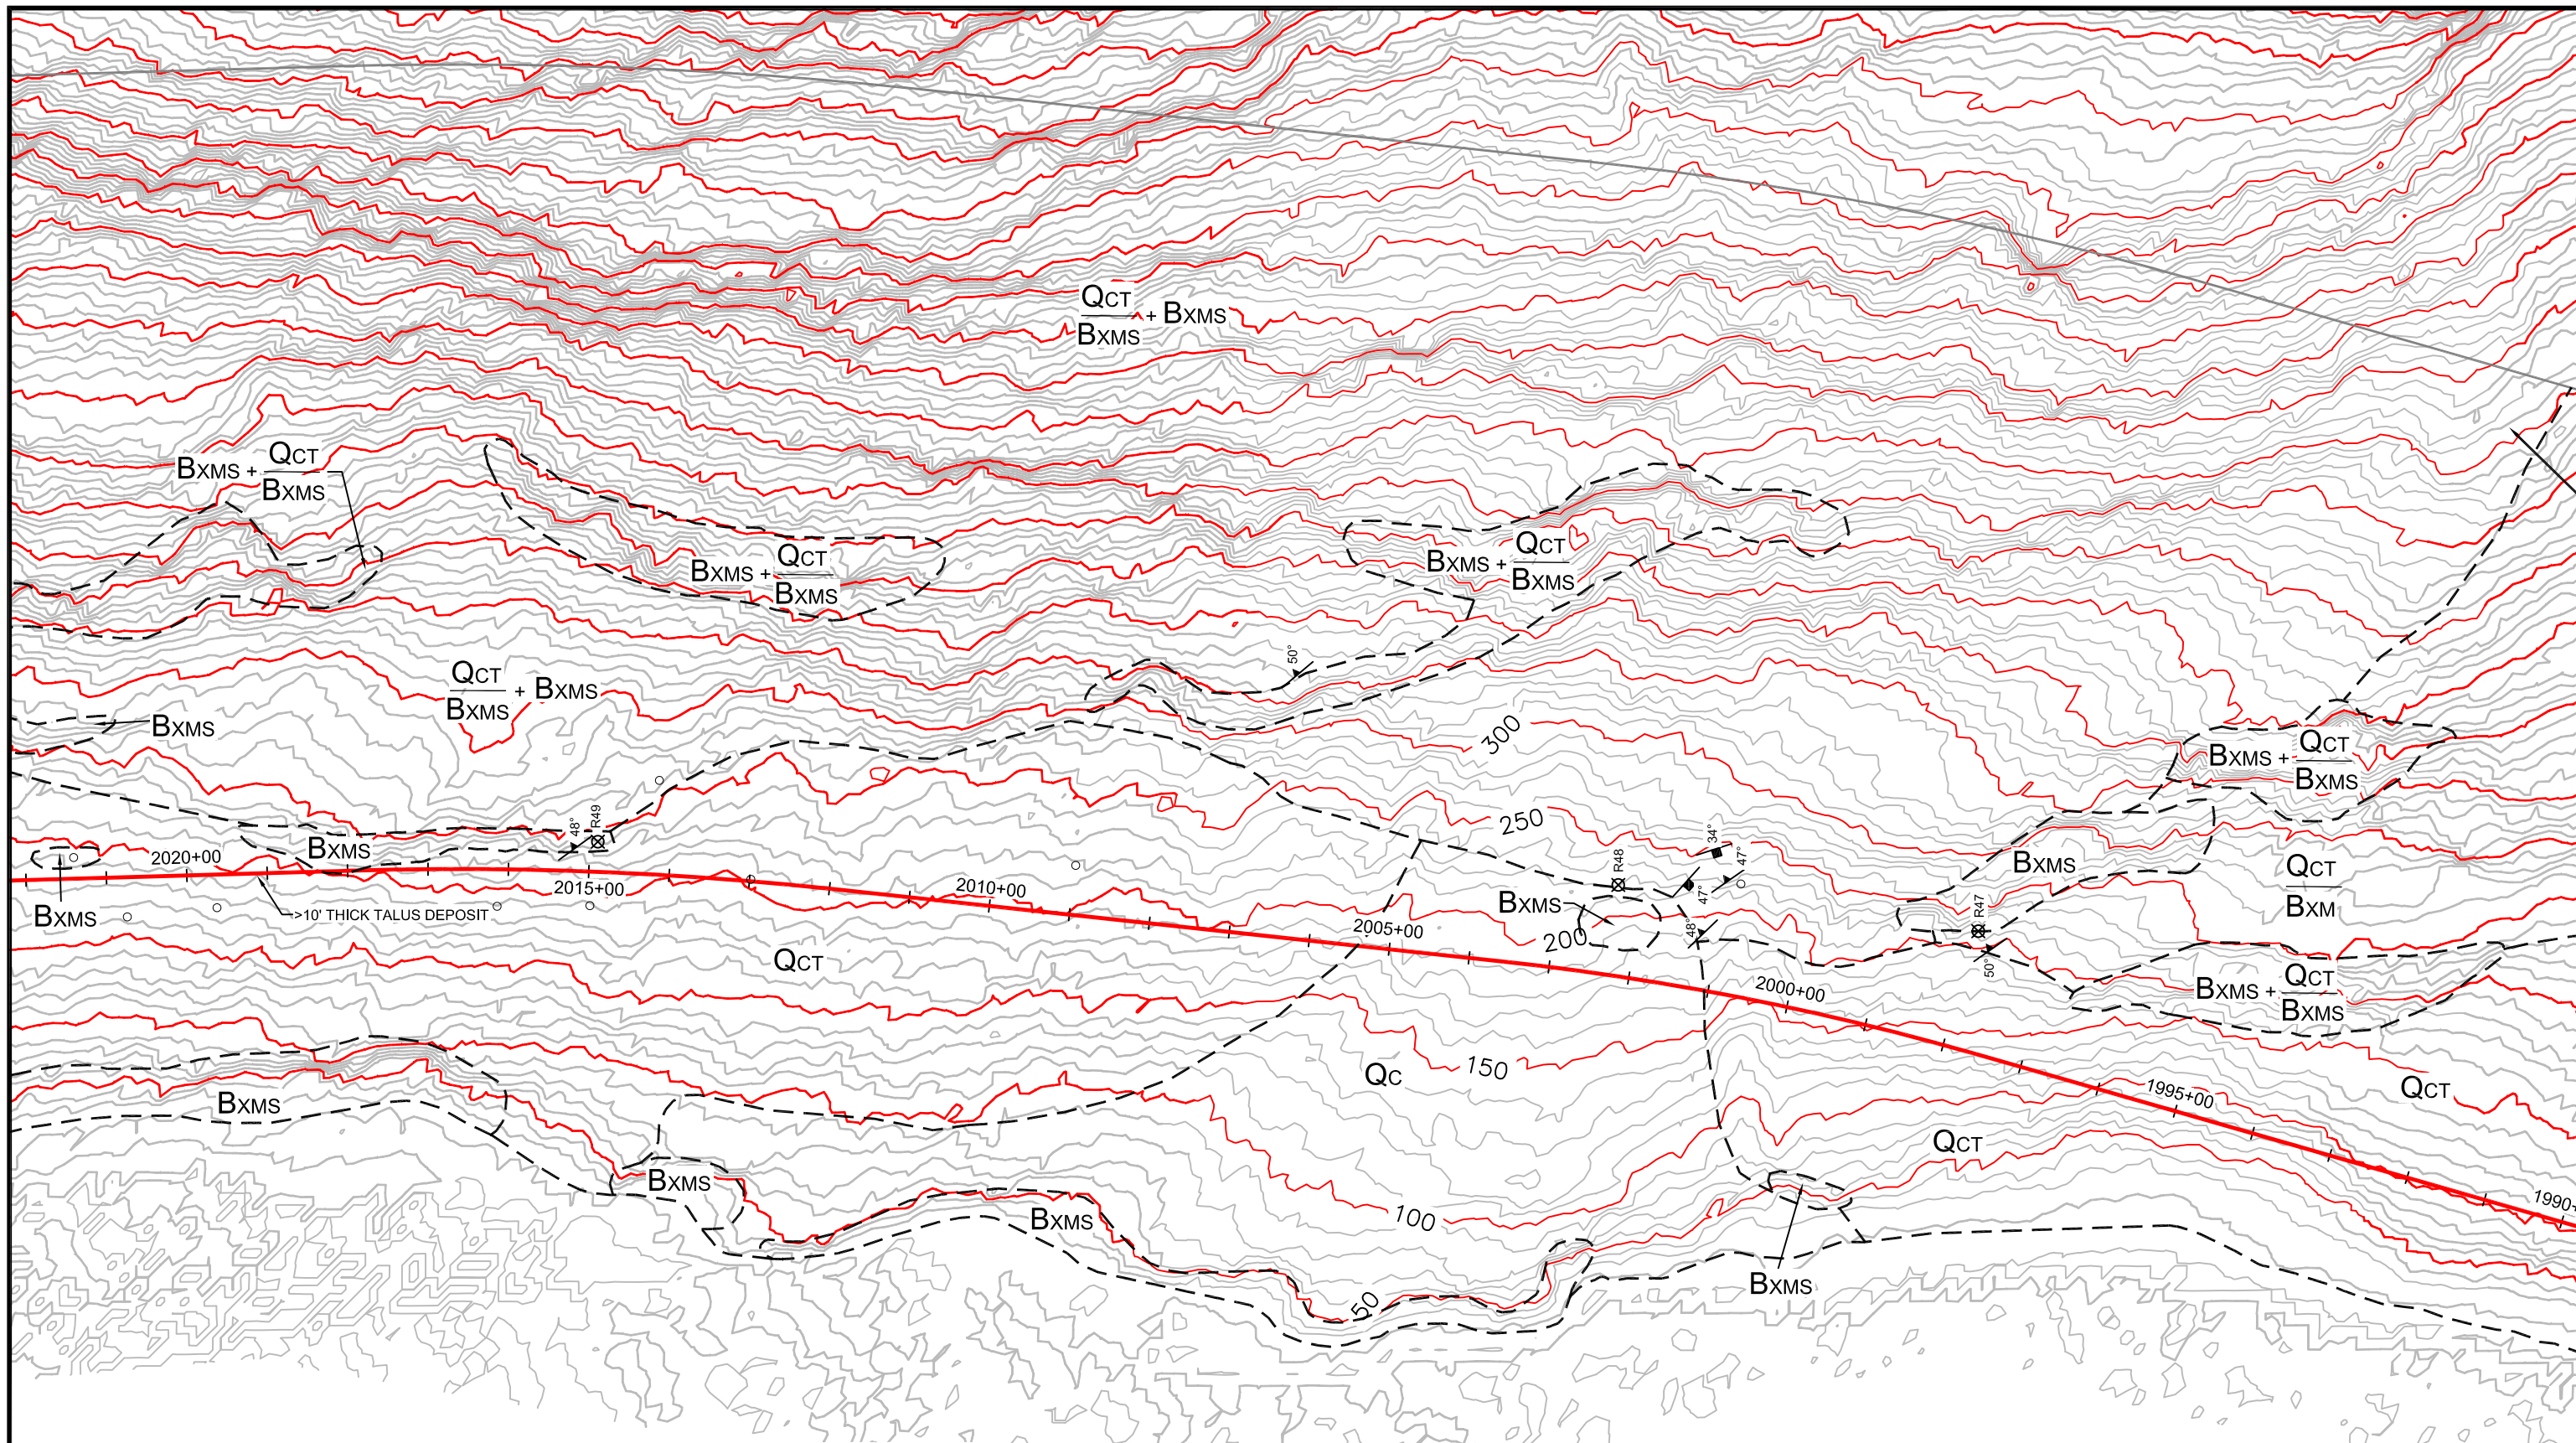 QCT
BXMS + BXMS
BXMS + QCT
BXMS
QCT
BXMS + BXMS
BXMS + QCT
BXMS
BXMS + QCT
BXMS
50°
BXMS
300
250
BXMS + QCT
BXMS
48°
R49
BXMS
2020+00
2015+00
2010+00
2005+00
2000+00
1995+00
1990+
>10' THICK TALUS DEPOSIT
BXMS
R48
34°
47°
47°
48°
BXMS
200
BXMS
R47
50°
QCT
BXM
BXMS + QCT
BXMS
QCT
QC
150
QCT
QCT
BXMS
BXMS
BXMS
100
50
BXMS